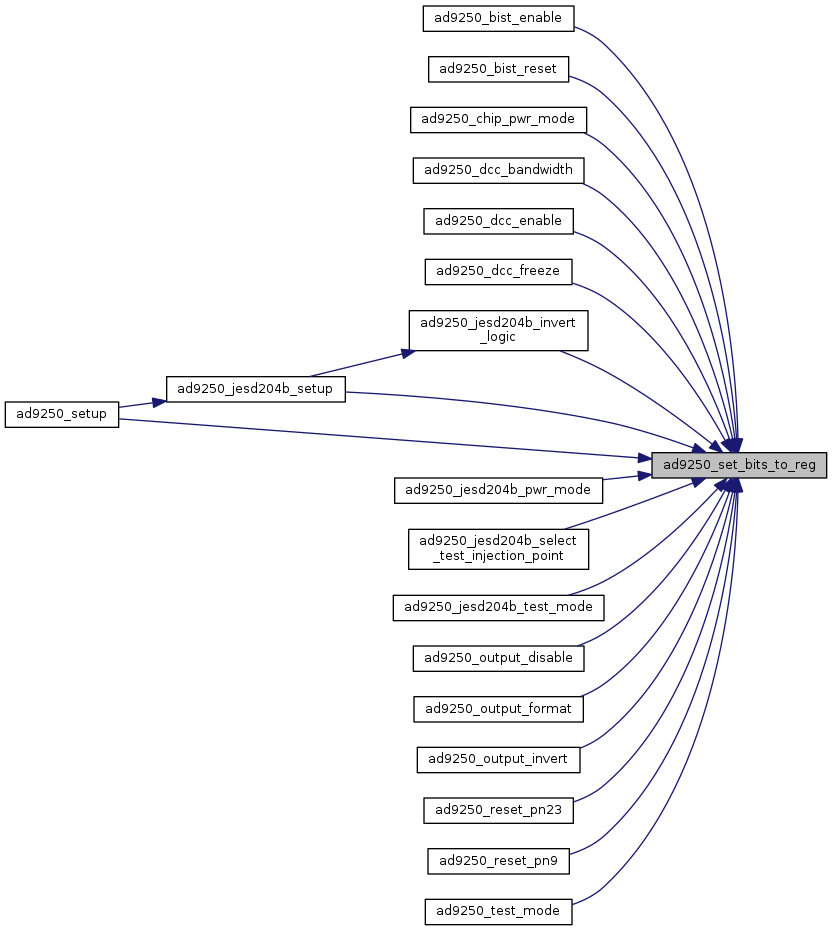 ad9250_bist_enable
ad9250_bist_reset
ad9250_chip_pwr_mode
ad9250_dcc_bandwidth
ad9250_dcc_enable
ad9250_dcc_freeze
ad9250_jesd204b_invert
_logic
ad9250_jesd204b_setup
ad9250_setup
ad9250_set_bits_to_reg
ad9250_jesd204b_pwr_mode
ad9250_jesd204b_select
_test_injection_point
ad9250_jesd204b_test_mode
ad9250_output_disable
ad9250_output_format
ad9250_output_invert
ad9250_reset_pn23
ad9250_reset_pn9
ad9250_test_mode